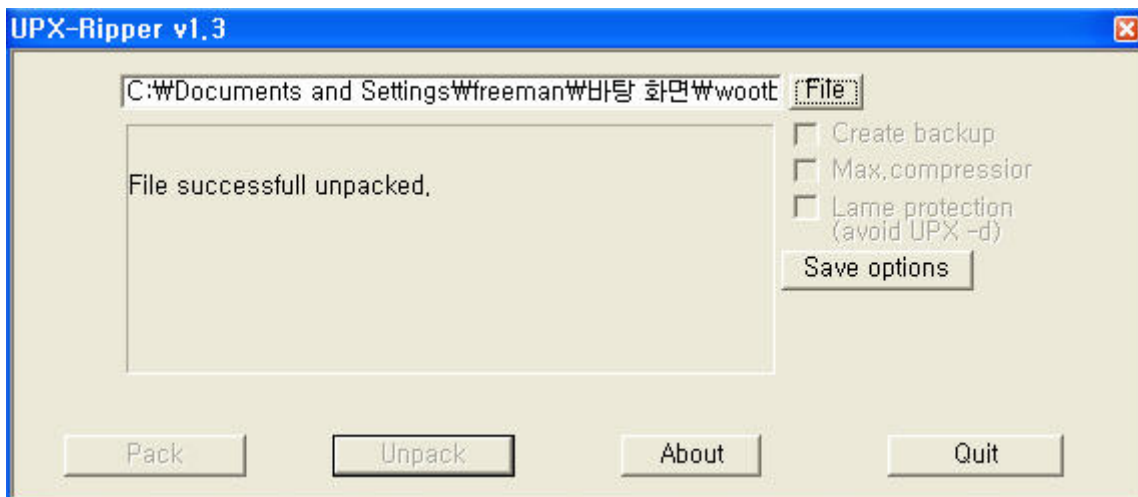 UPX-Ripper v1.3
C:₩Documents and Settings₩freeman₩바탕 화면₩woott File
Create backup
Max.compressior
File successfull unpacked.
Lame protection
(avoid UPX -d)
Save options
Pack Unpack About Quit